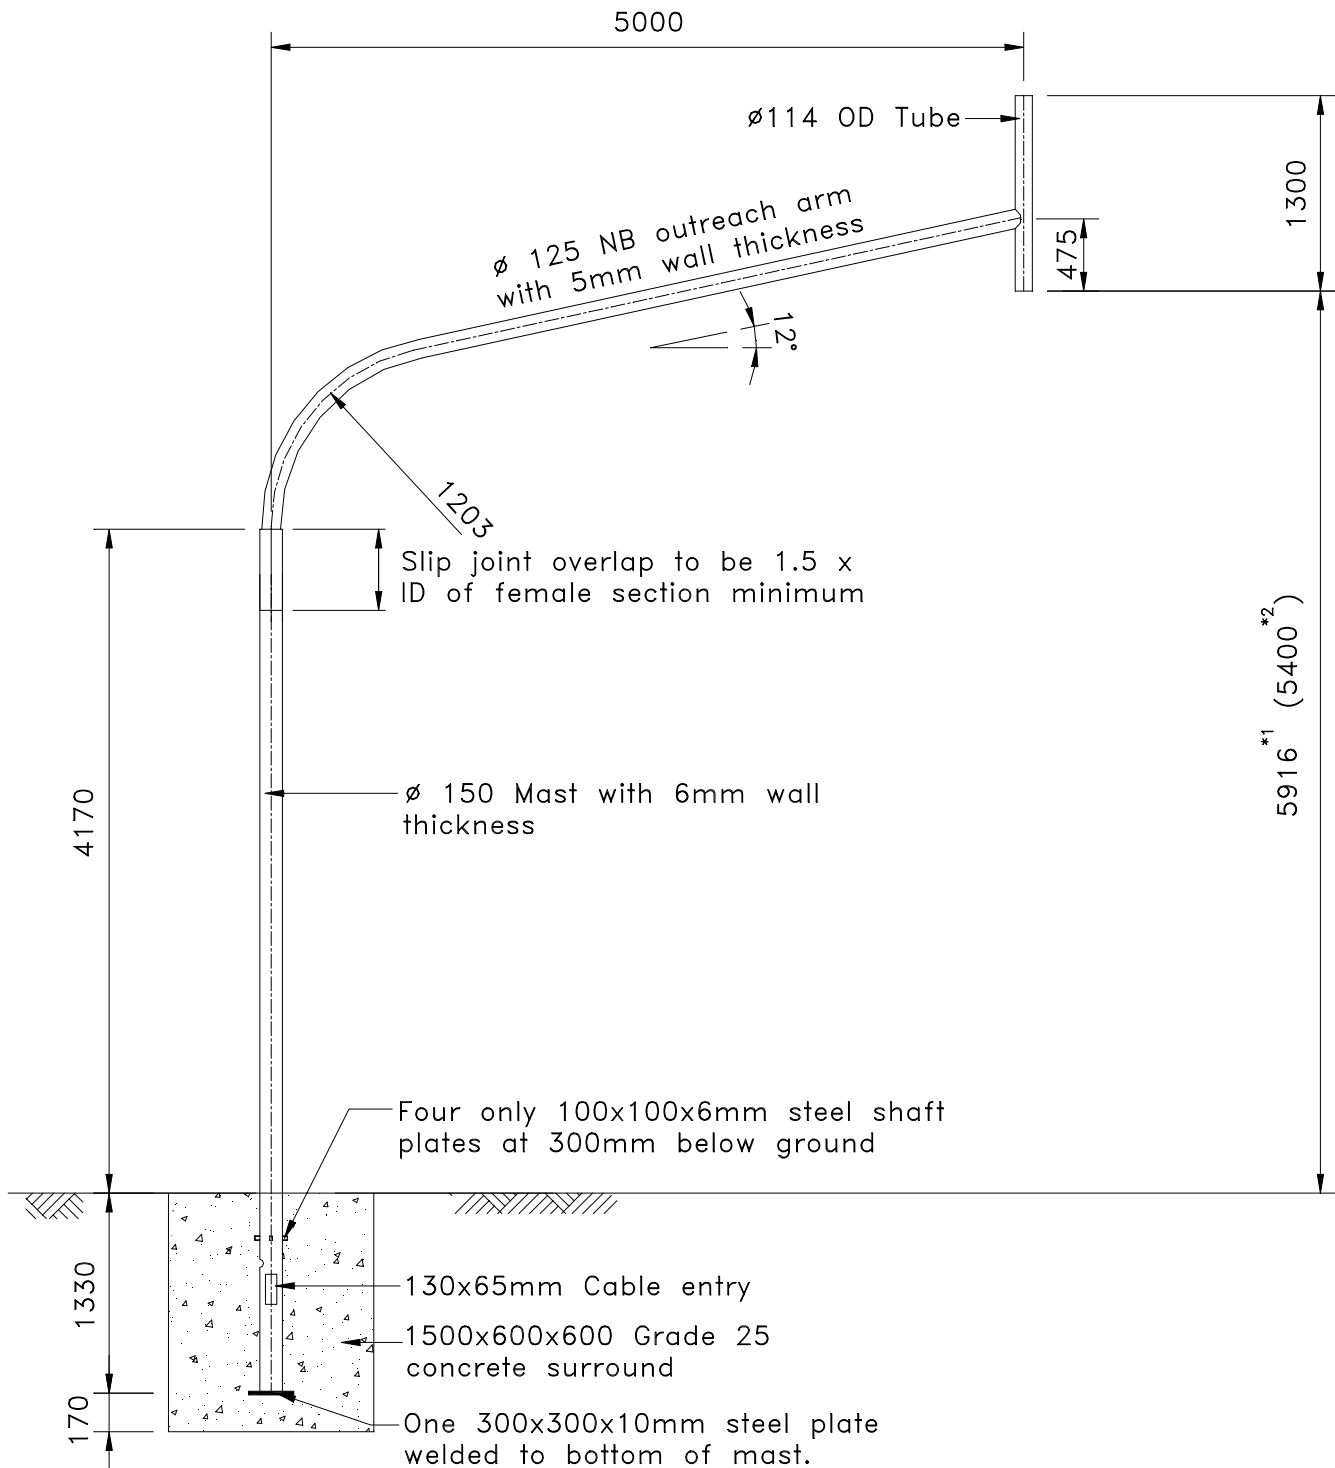 5000
ø114 OD Tube
1300
ø 125 NB outreach arm
with 5mm wall thickness
475
12°
1203
Slip joint overlap to be 1.5 x
ID of female section minimum
5916 *1 (5400 *2)
ø 150 Mast with 6mm wall
thickness
4170
Four only 100x100x6mm steel shaft
plates at 300mm below ground
1330
130x65mm Cable entry
1500x600x600 Grade 25
concrete surround
170
One 300x300x10mm steel plate
welded to bottom of mast.